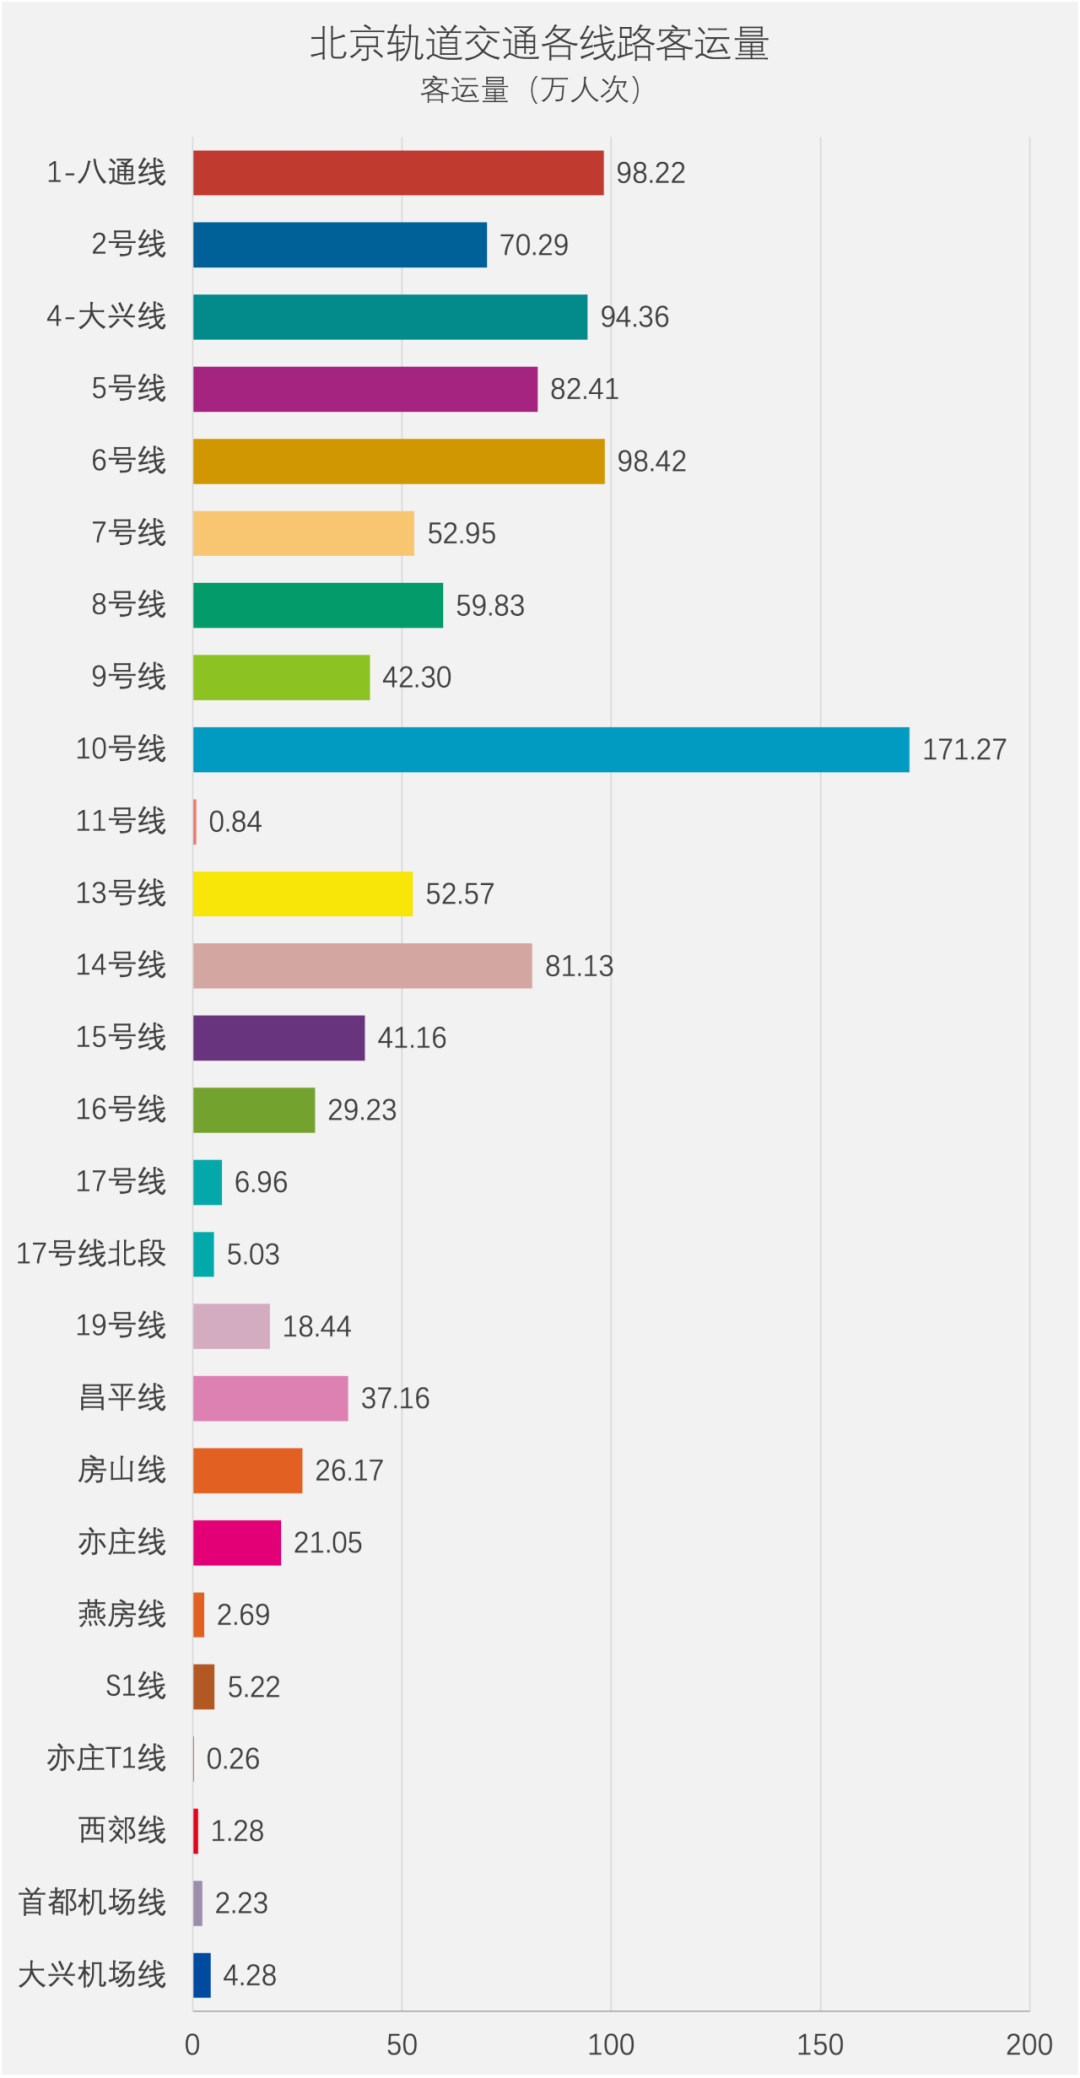 北京轨道交通各线路客运量
客运量（万人次）
1-八通线 98.22
2号线 70.29
4-大兴线 94.36
5号线 82.41
6号线 98.42
7号线 52.95
8号线 59.83
9号线 42.30
10号线 171.27
11号线 0.84
13号线 52.57
14号线 81.13
15号线 41.16
16号线 29.23
17号线 6.96
17号线北段 5.03
19号线 18.44
昌平线 37.16
房山线 26.17
亦庄线 21.05
燕房线 2.69
S1线 5.22
亦庄T1线 0.26
西郊线 1.28
首都机场线 2.23
大兴机场线 4.28
0 50 100 150 200